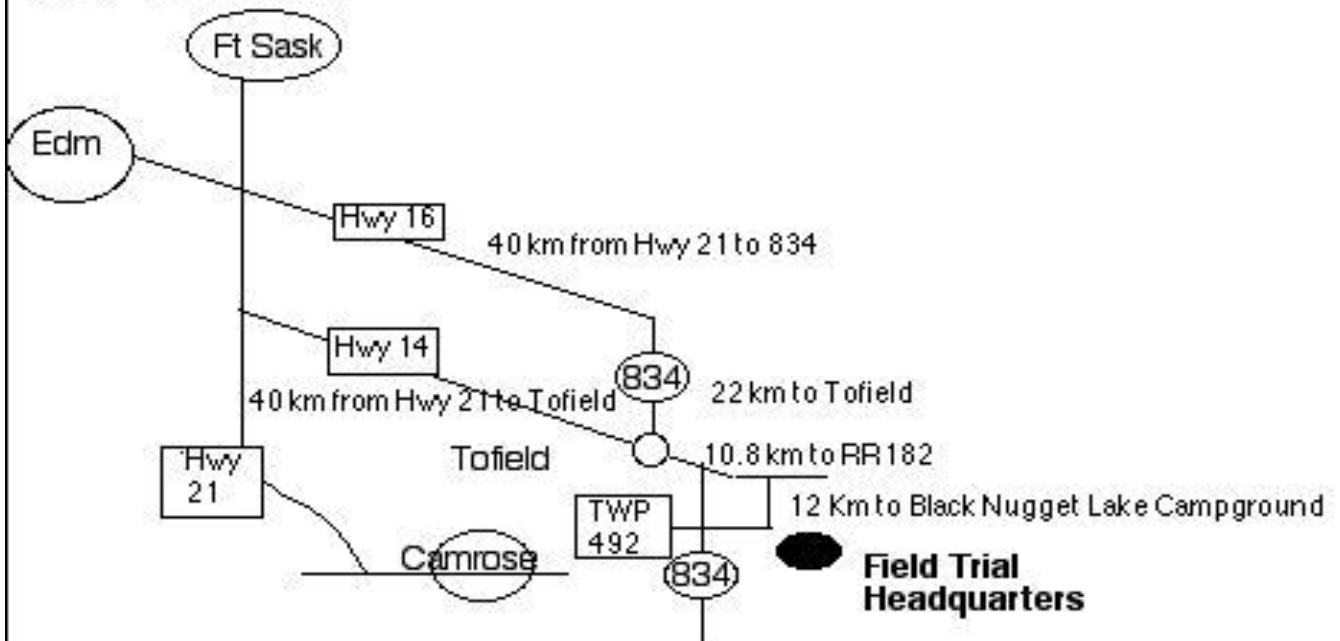 Ft Sask
Edm
Hwy 16
40 km from Hwy 21 to 834
Hwy 14
834
22 km to Tofield
40 km from Hwy 21 to Tofield
Tofield
10.8 km to RR 182
Hwy
21
TWP
492
12 Km to Black Nugget Lake Campground
Camrose
834
Field Trial
Headquarters